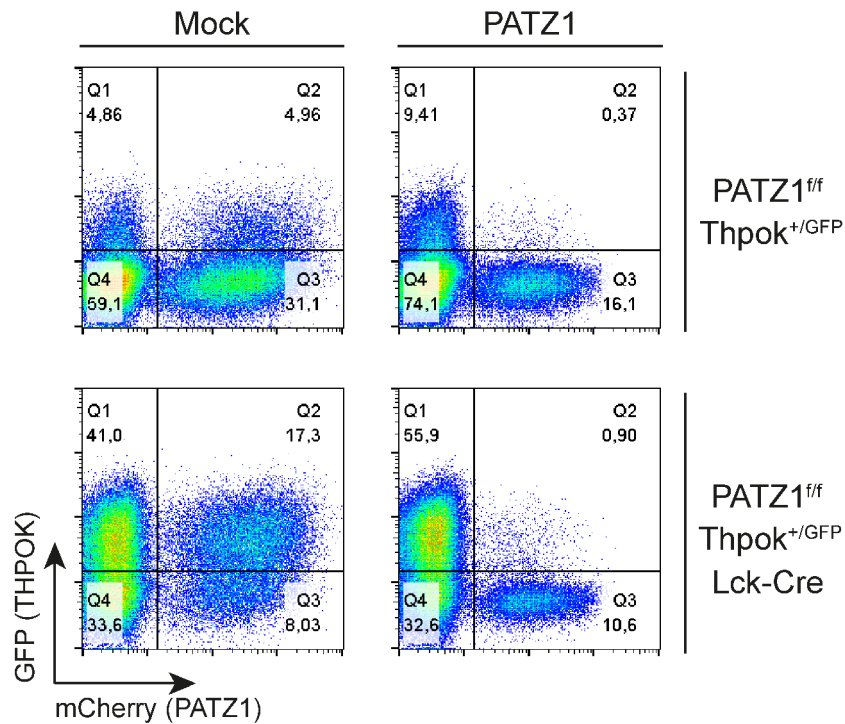 Mock
PATZ1
Q1
4,86
Q2
4,96
Q4
59,1
Q3
31,1
Q1
9,41
Q2
0,37
Q4
74,1
Q3
16,1
PATZ1f/f
Thpok+/GFP
Q1
41,0
Q2
17,3
Q4
33,6
Q3
8,03
Q1
55,9
Q2
0,90
Q4
32,6
Q3
10,6
PATZ1f/f
Thpok+/GFP
Lck-Cre
GFP (THPOK)
mCherry (PATZ1)